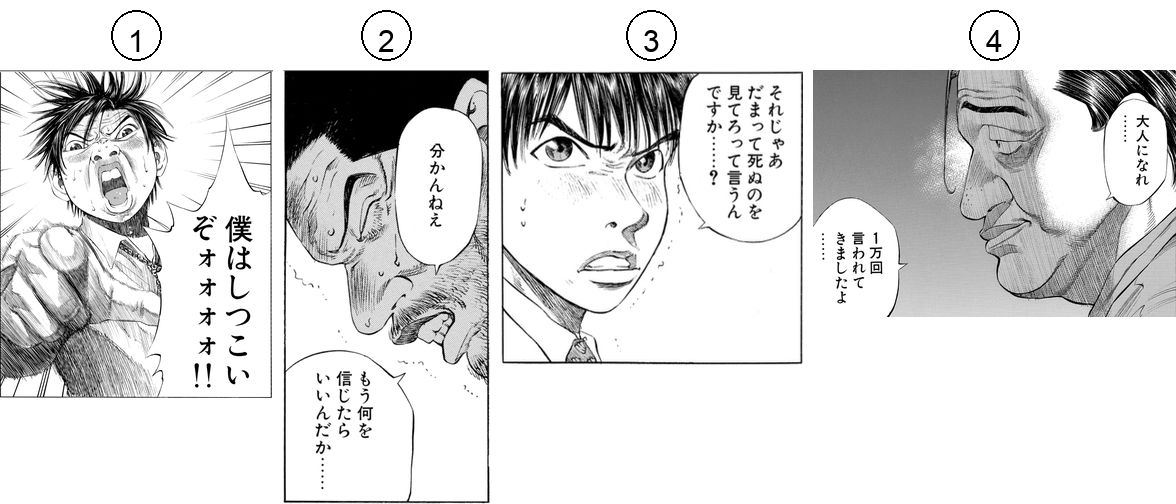 1
2
3
4
僕はしつこい
ぞォォォォ!!
分かんねえ
もう何を
信じたら
いいんだか……
それじゃあ
だまって死ぬのを
見てろって言うん
ですか……?
大人になれ
……
1万回
言われて
きましたよ
……